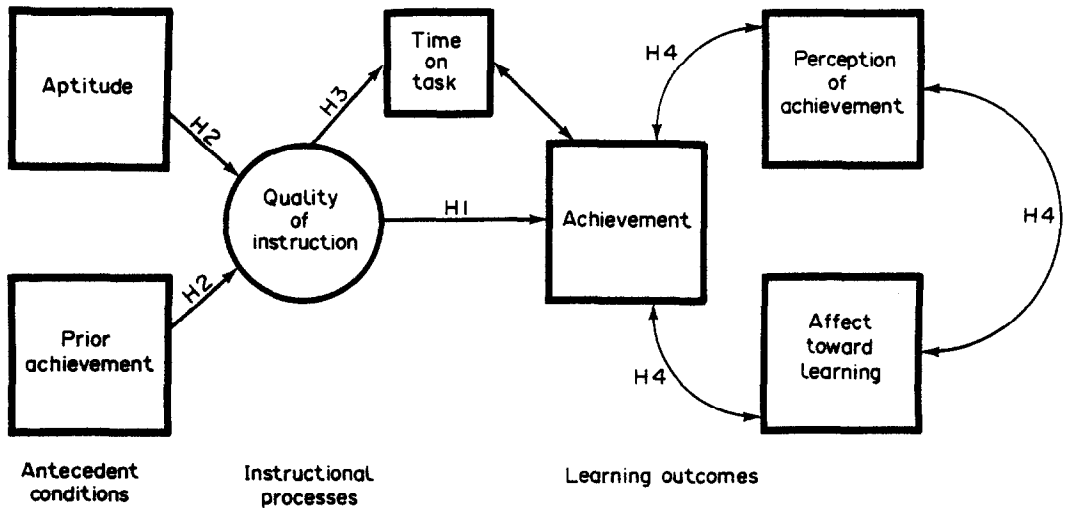 Aptitude
H2
Prior
achievement
H2
Quality
of
instruction
H3
Time
on
task
H1
Achievement
H4
Perception
of
achievement
H4
H4
Affect
toward
learning
Antecedent
conditions
Instructional
processes
Learning outcomes